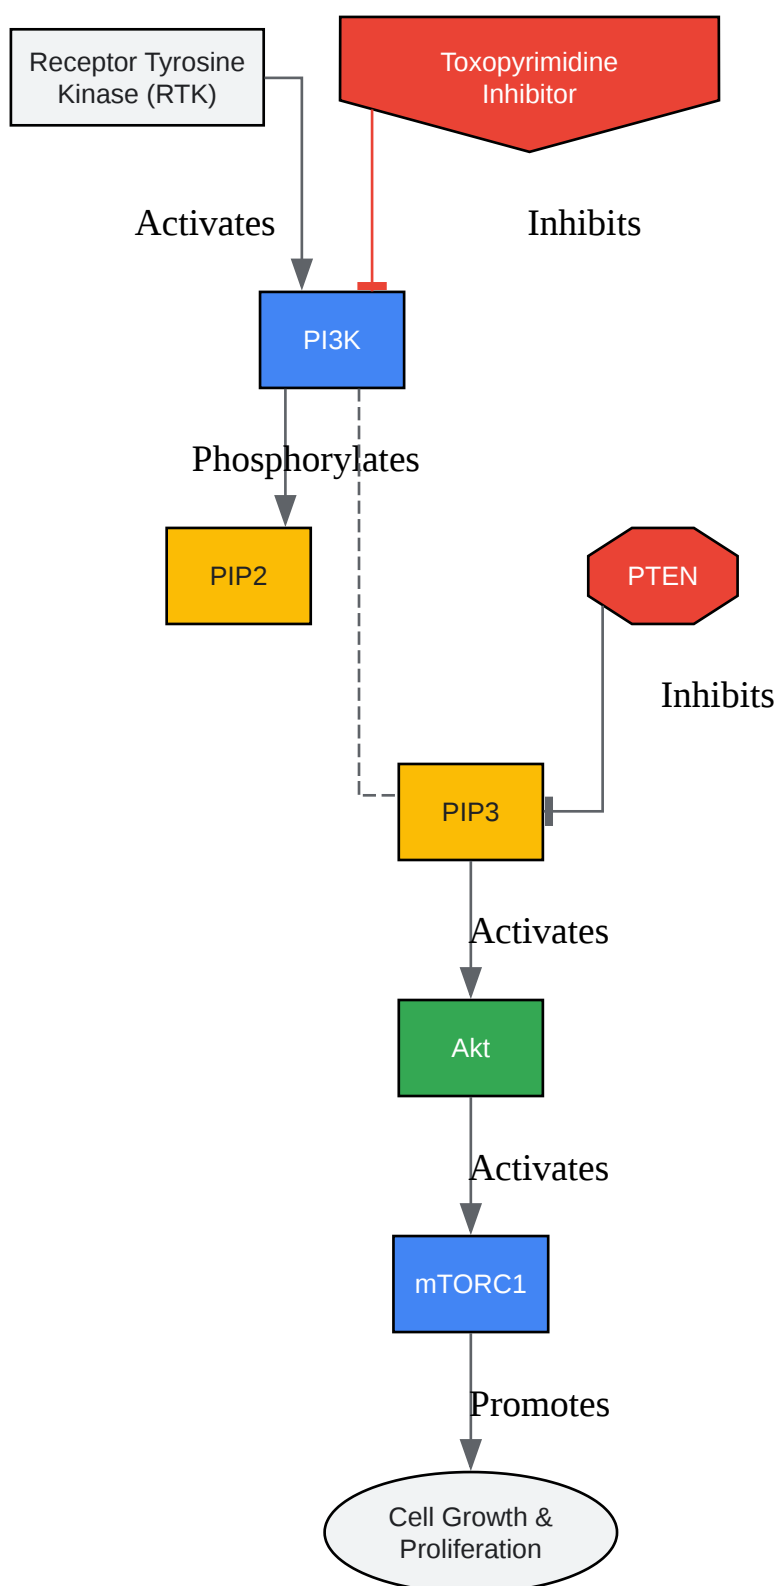 Receptor Tyrosine
Kinase (RTK)
Toxopyrimidine
Inhibitor
Activates
Inhibits
PI3K
Phosphorylates
PIP2
PTEN
Inhibits
PIP3
Activates
Akt
Activates
mTORC1
Promotes
Cell Growth &
Proliferation